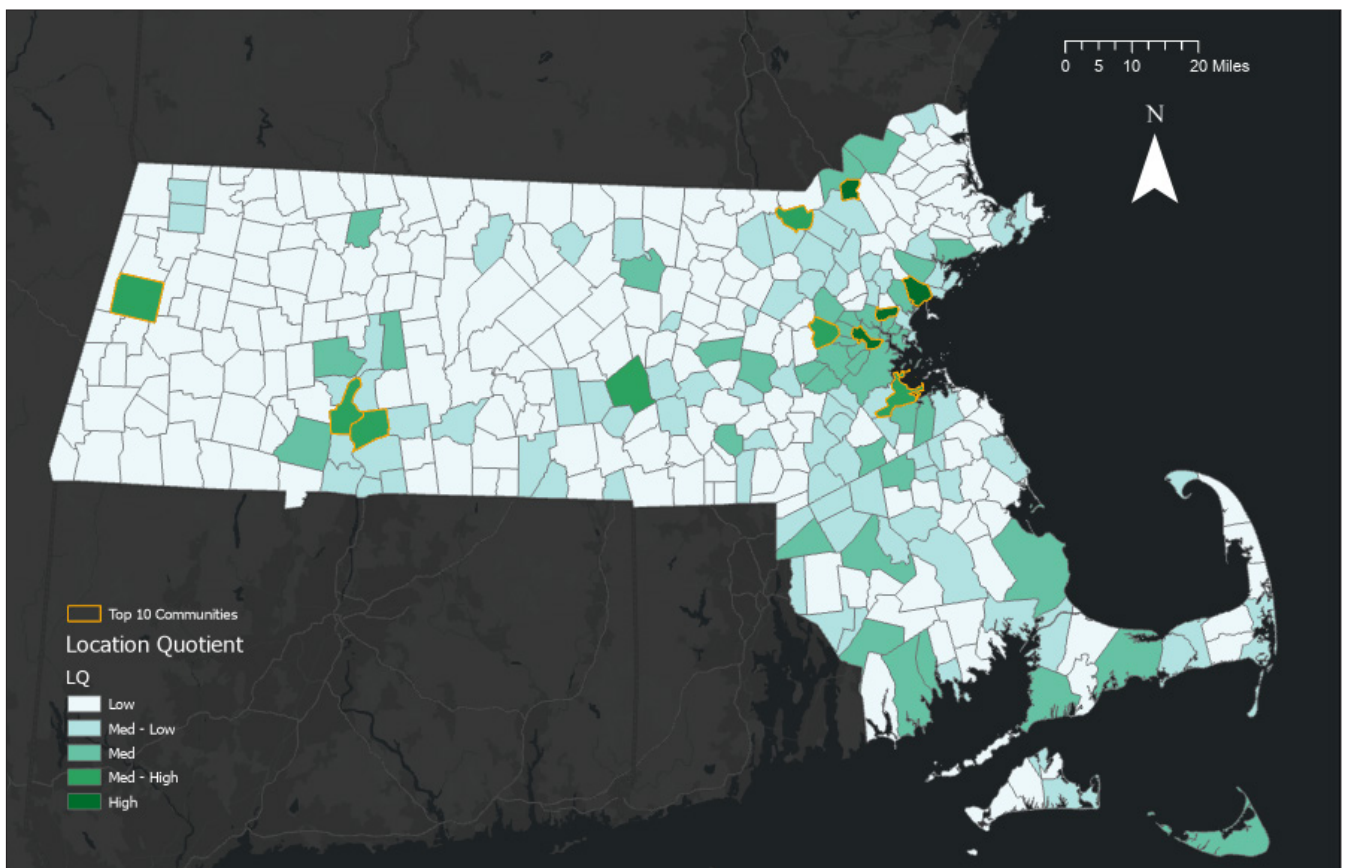 0 5 10 20 Miles
N
Top 10 Communities
Location Quotient
LQ
Low
Med - Low
Med
Med - High
High